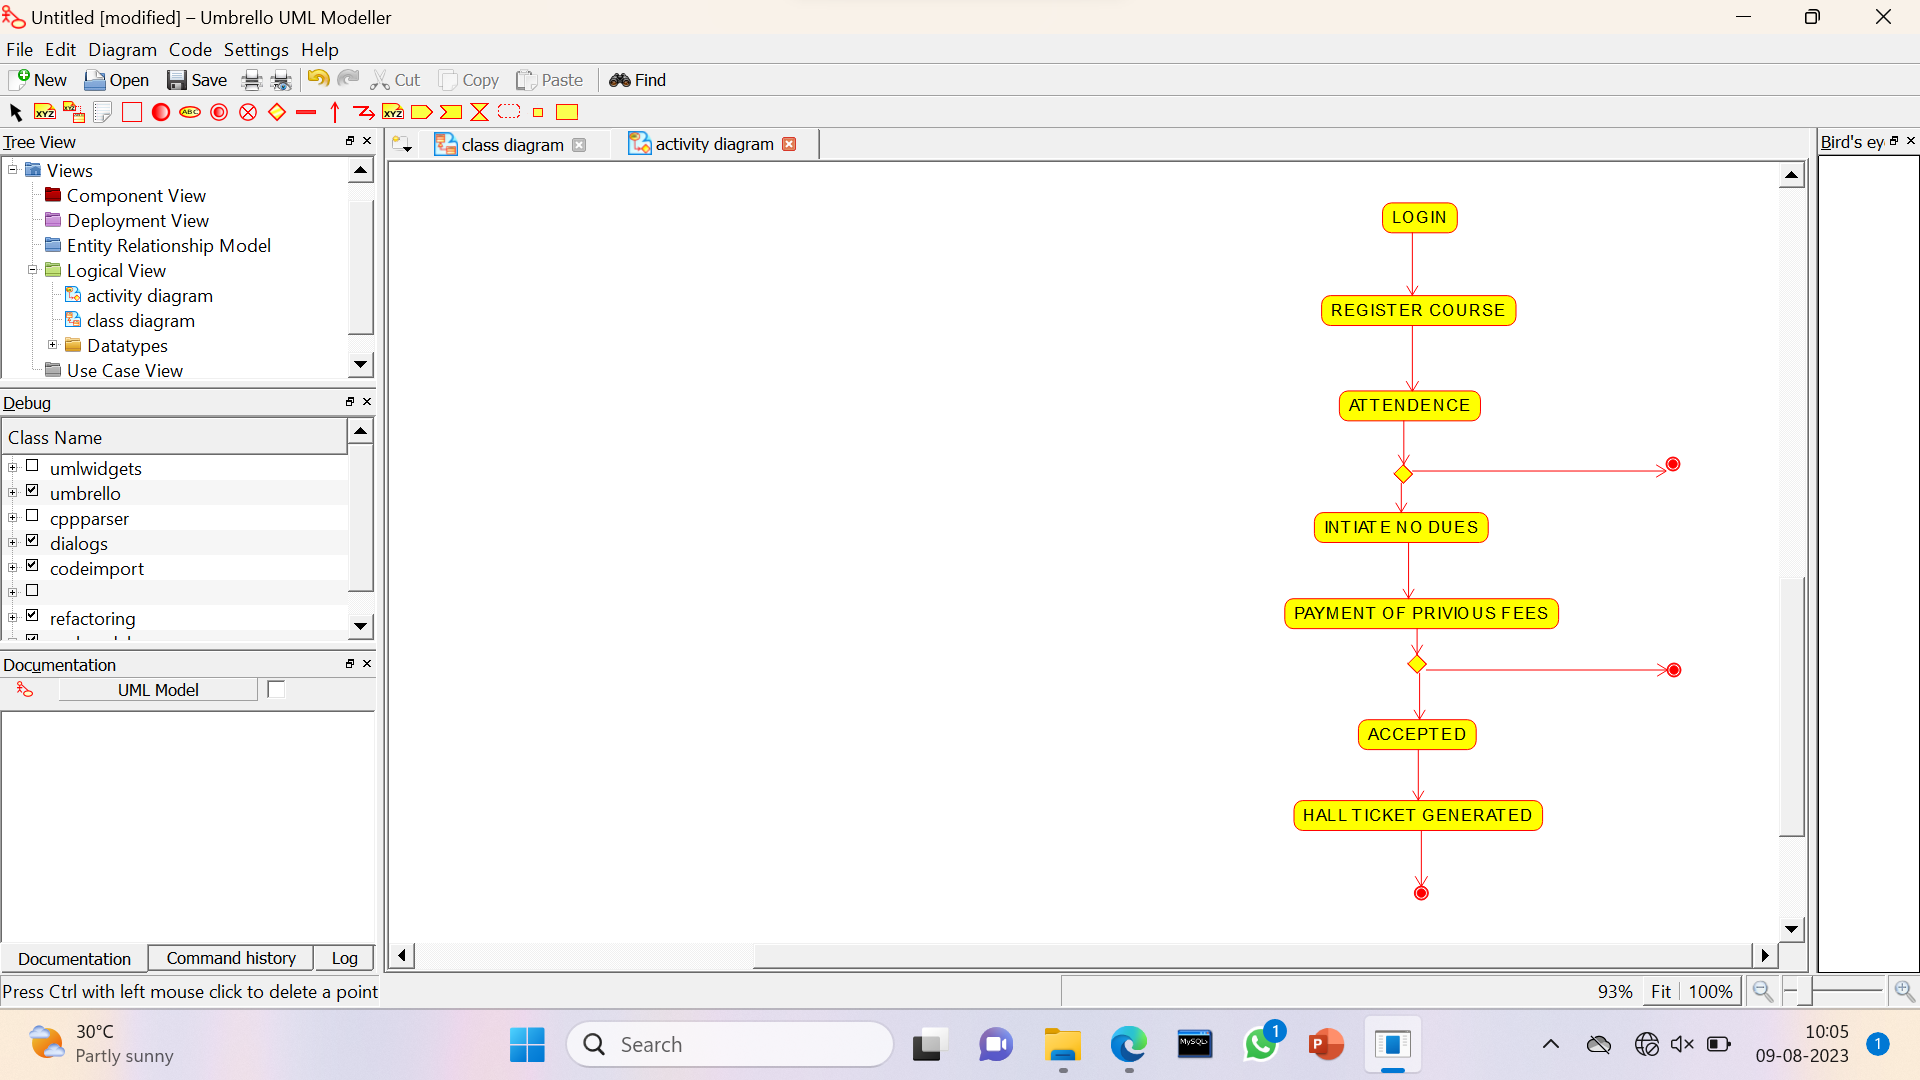 Untitled [modified] – Umbrello UML Modeller
File Edit Diagram Code Settings Help
New Open Save Cut Copy Paste Find
Tree View
Views
Component View
Deployment View
Entity Relationship Model
Logical View
activity diagram
class diagram
Datatypes
Use Case View
Debug
Class Name
umlwidgets
umbrello
cppparser
dialogs
codeimport
refactoring
Documentation
UML Model
Documentation Command history Log
Press Ctrl with left mouse click to delete a point
class diagram activity diagram
LOGIN
REGISTER COURSE
ATTENDENCE
INTIATE NO DUES
PAYMENT OF PRIVIOUS FEES
ACCEPTED
HALL TICKET GENERATED
Bird's ey
93% Fit 100%
30°C
Partly sunny
Search
MySQL>
1
P
10:05
09-08-2023
1